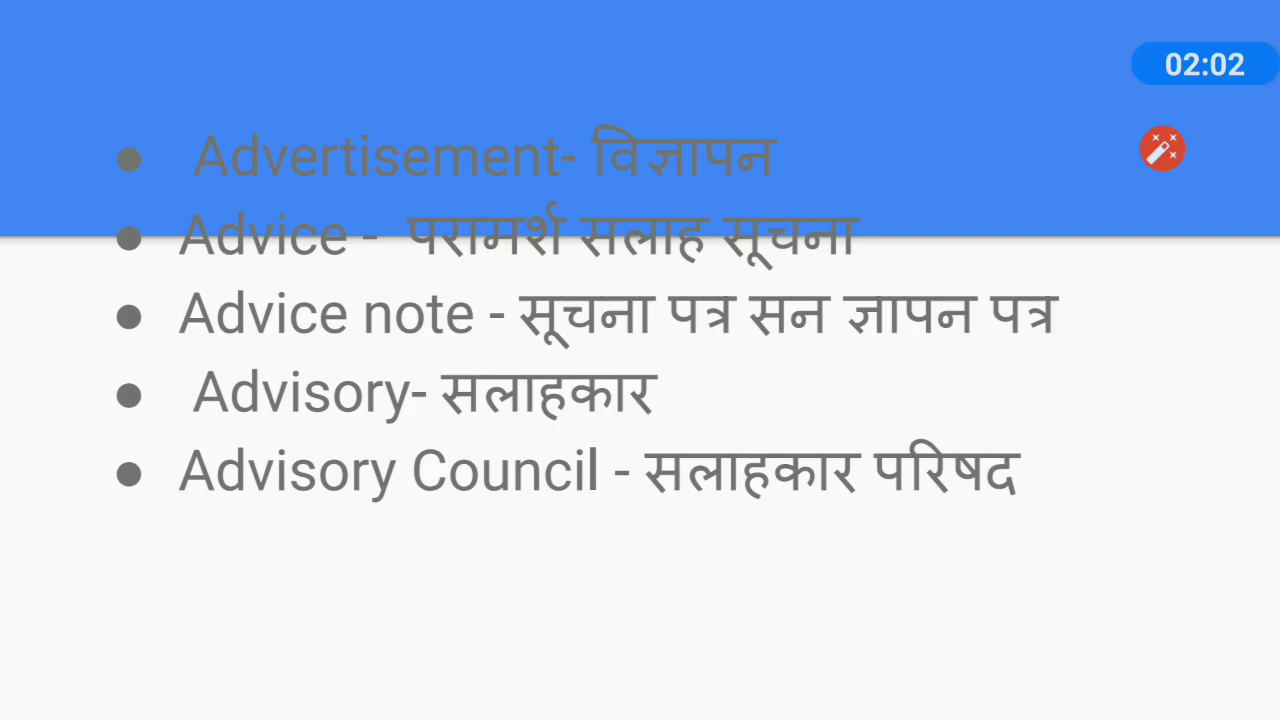 02:02
● Advertisement- विज्ञापन
● Advice - परामर्श सलाह सूचना
● Advice note - सूचना पत्र सन ज्ञापन पत्र
● Advisory- सलाहकार
● Advisory Council - सलाहकार परिषद